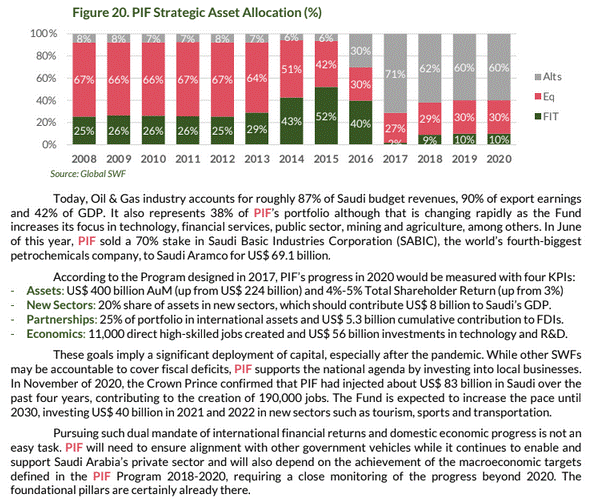 Figure 20. PIF Strategic Asset Allocation (%)
100%
80%
60%
40%
20%
0%
8% 8% 7% 7% 8% 7% 6% 6% 30% 71% 62% 60% 60%
67% 66% 66% 67% 67% 64% 51% 42% 30% 27% 29% 30% 30%
25% 26% 26% 26% 25% 29% 43% 52% 40% 2% 9% 10% 10%
2008 2009 2010 2011 2012 2013 2014 2015 2016 2017 2018 2019 2020
Alts
Eq
FIT
Source: Global SWF
Today, Oil & Gas industry accounts for roughly 87% of Saudi budget revenues, 90% of export earnings
and 42% of GDP. It also represents 38% of PIF's portfolio although that is changing rapidly as the Fund
increases its focus in technology, financial services, public sector, mining and agriculture, among others. In June
of this year, PIF sold a 70% stake in Saudi Basic Industries Corporation (SABIC), the world's fourth-biggest
petrochemicals company, to Saudi Aramco for US$ 69.1 billion.
According to the Program designed in 2017, PIF's progress in 2020 would be measured with four KPIs:
- Assets: US$ 400 billion AuM (up from US$ 224 billion) and 4%-5% Total Shareholder Return (up from 3%)
- New Sectors: 20% share of assets in new sectors, which should contribute US$ 8 billion to Saudi's GDP.
- Partnerships: 25% of portfolio in international assets and US$ 5.3 billion cumulative contribution to FDIs.
- Economics: 11,000 direct high-skilled jobs created and US$ 56 billion investments in technology and R&D.
These goals imply a significant deployment of capital, especially after the pandemic. While other SWFs
may be accountable to cover fiscal deficits, PIF supports the national agenda by investing into local businesses.
In November of 2020, the Crown Prince confirmed that PIF had injected about US$ 83 billion in Saudi over the
past four years, contributing to the creation of 190,000 jobs. The Fund is expected to increase the pace until
2030, investing US$ 40 billion in 2021 and 2022 in new sectors such as tourism, sports and transportation.
Pursuing such dual mandate of international financial returns and domestic economic progress is not an
easy task. PIF will need to ensure alignment with other government vehicles while it continues to enable and
support Saudi Arabia's private sector and will also depend on the achievement of the macroeconomic targets
defined in the PIF Program 2018-2020, requiring a close monitoring of the progress beyond 2020. The
foundational pillars are certainly already there.